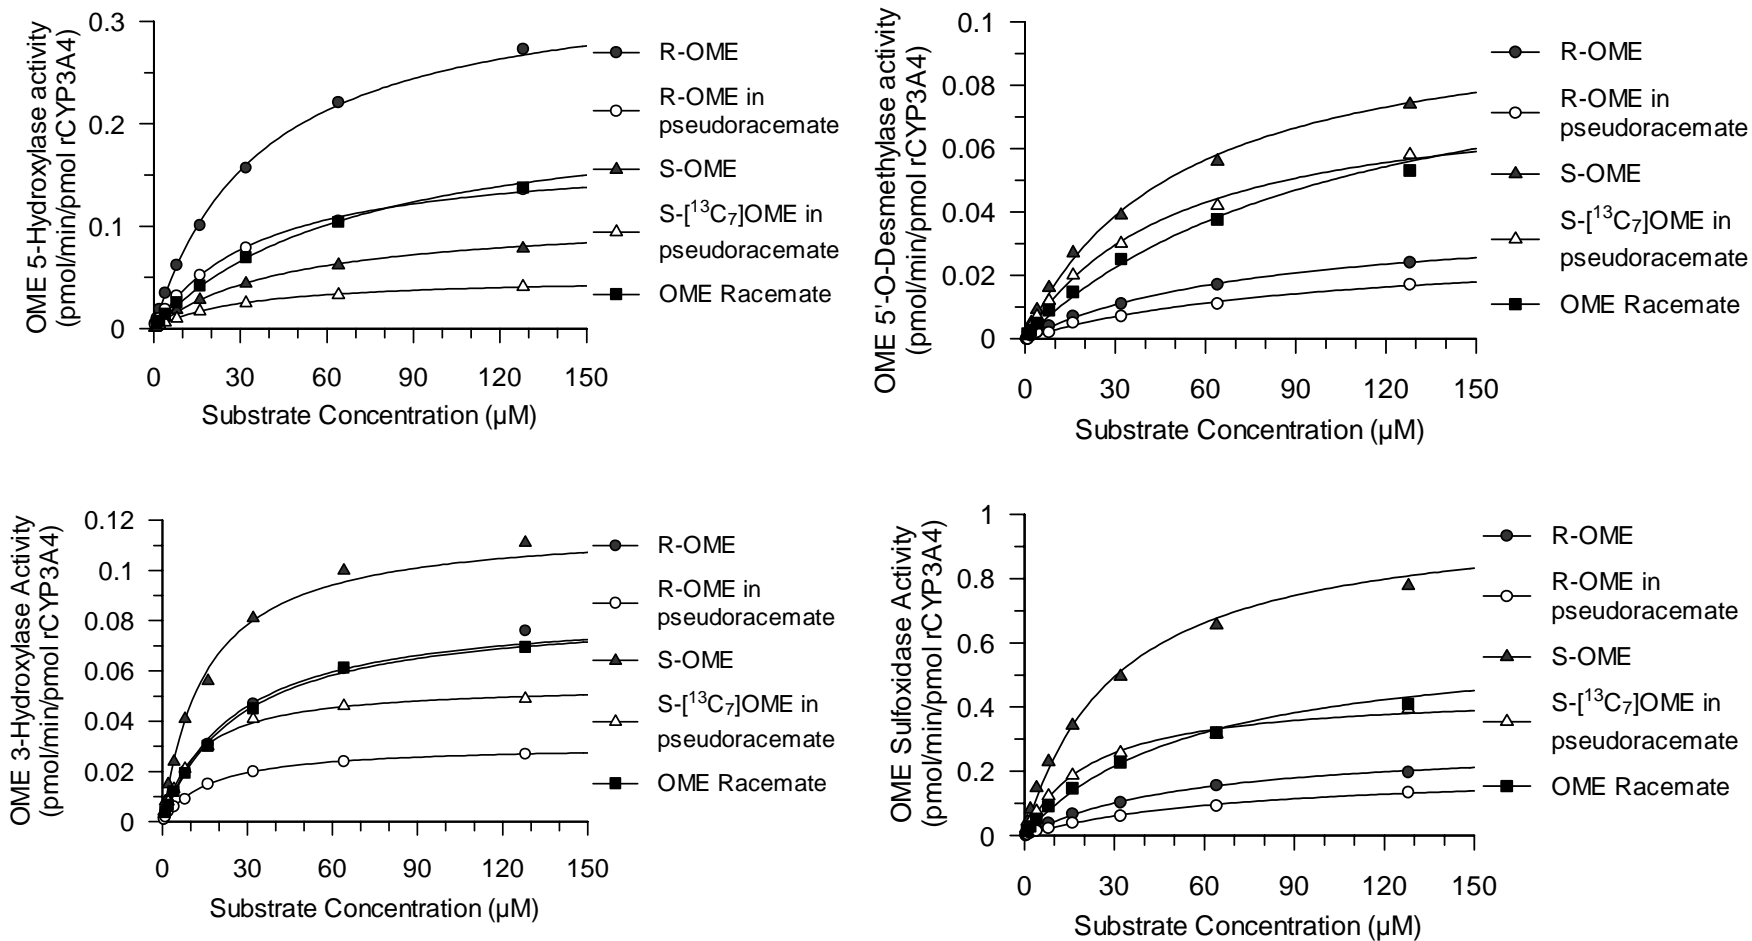 OME 5-Hydroxylase activity
(pmol/min/pmol rCYP3A4)
0.3
0.2
0.1
0
0 30 60 90 120 150
Substrate Concentration (µM)
R-OME
R-OME in
pseudoracemate
S-OME
S-[13C7]OME in
pseudoracemate
OME Racemate
OME 5'-O-Desmethylase activity
(pmol/min/pmol rCYP3A4)
0.1
0.08
0.06
0.04
0.02
0
0 30 60 90 120 150
Substrate Concentration (µM)
R-OME
R-OME in
pseudoracemate
S-OME
S-[13C7]OME in
pseudoracemate
OME Racemate
OME 3-Hydroxylase Activity
(pmol/min/pmol rCYP3A4)
0.12
0.1
0.08
0.06
0.04
0.02
0
0 30 60 90 120 150
Substrate Concentration (µM)
R-OME
R-OME in
pseudoracemate
S-OME
S-[13C7]OME in
pseudoracemate
OME Racemate
OME Sulfoxidase Activity
(pmol/min/pmol rCYP3A4)
1
0.8
0.6
0.4
0.2
0
0 30 60 90 120 150
Substrate Concentration (µM)
R-OME
R-OME in
pseudoracemate
S-OME
S-[13C7]OME in
pseudoracemate
OME Racemate